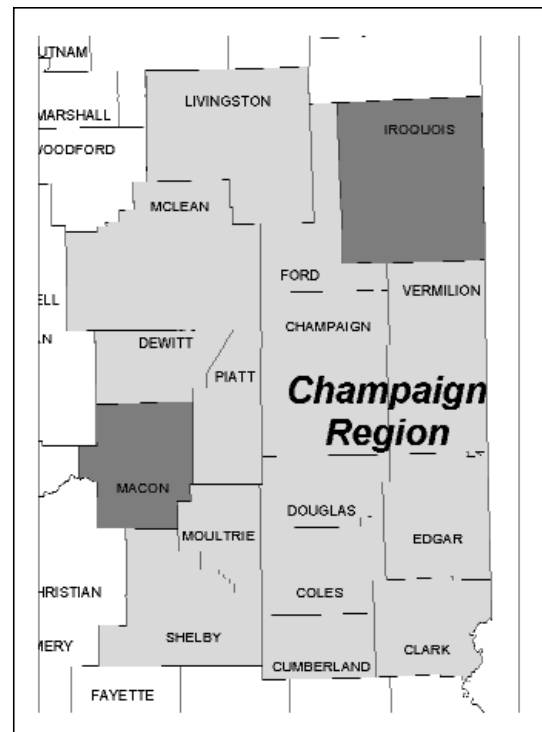 UTNAM
LIVINGSTON
MARSHALL
IROQUOIS
WOODFORD
MCLEAN
FORD
VERMILION
ELL
CHAMPAIGN
AN
DEWITT
PIATT
Champaign
Region
MACON
DOUGLAS
MOULTRIE
EDGAR
HRISTIAN
COLES
SHELBY
MERY
CLARK
CUMBERLAND
FAYETTE